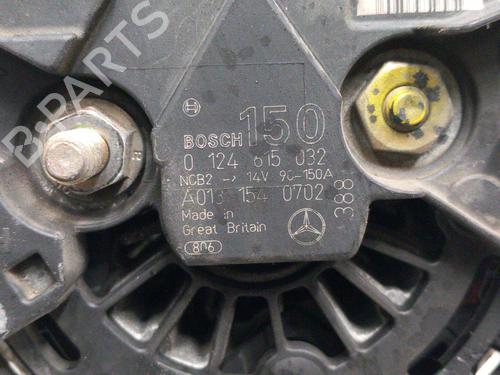 B-PARTS
BOSCH 150
0 124 615 032
NCB2 → 14V 90-150A
A013 154 0702
Made in
Great Britain
806
388